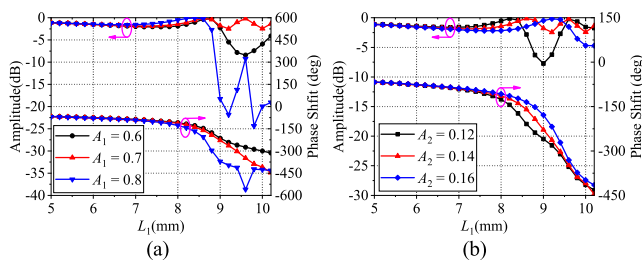 0 -5 -10 -15 -20 -25 -30 -35 -40
Amplitude(dB)
600 450 300 150 0 -150 -300 -450 -600
Phase Shfit (deg)
A1 = 0.6
A1 = 0.7
A1 = 0.8
5 6 7 8 9 10
L1(mm)
(a)
0 -5 -10 -15 -20 -25 -30
Amplitude(dB)
150 0 -150 -300 -450
Phase Shfit (deg)
A2 = 0.12
A2 = 0.14
A2 = 0.16
5 6 7 8 9 10
L1(mm)
(b)